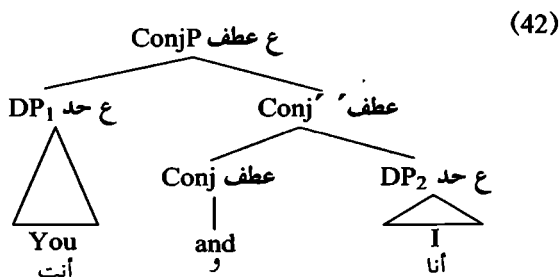 (42)
ConjP ع عطف
DP₁ ع حد Conj´ عطف´
Conj عطف DP₂ ع حد
You and I
أنت و أنا